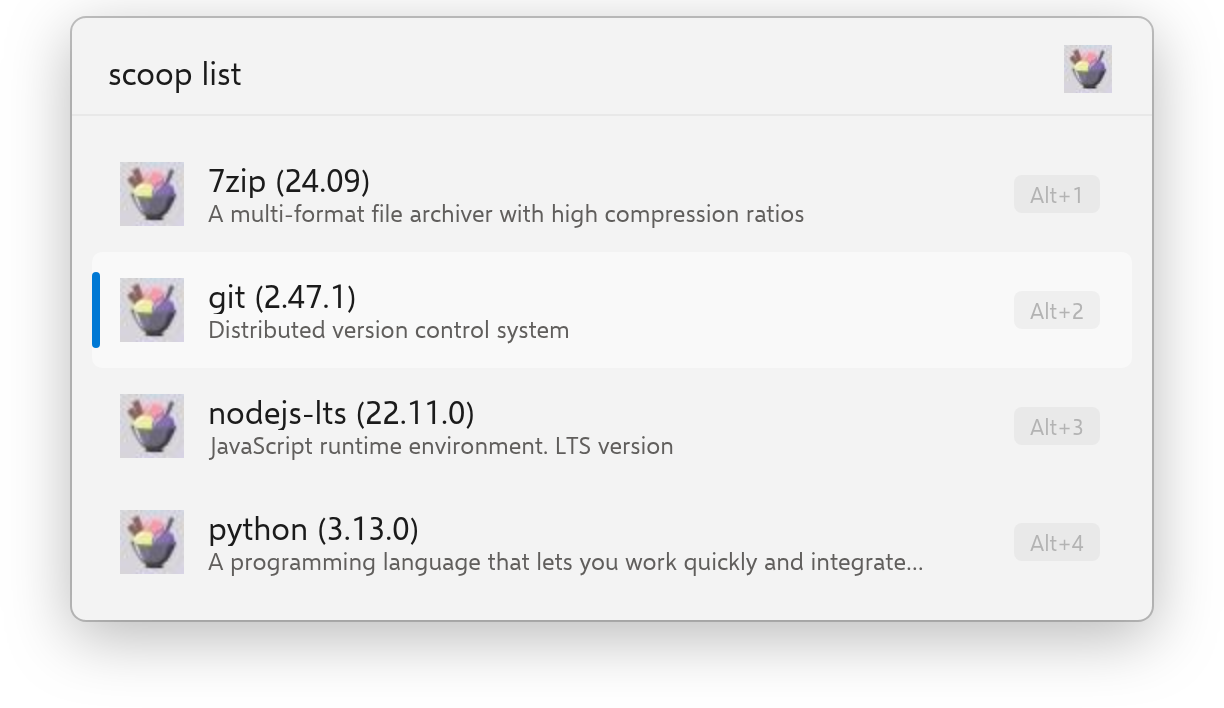 scoop list
7zip (24.09)
A multi-format file archiver with high compression ratios
Alt+1
git (2.47.1)
Distributed version control system
Alt+2
nodejs-lts (22.11.0)
JavaScript runtime environment. LTS version
Alt+3
python (3.13.0)
A programming language that lets you work quickly and integrate...
Alt+4